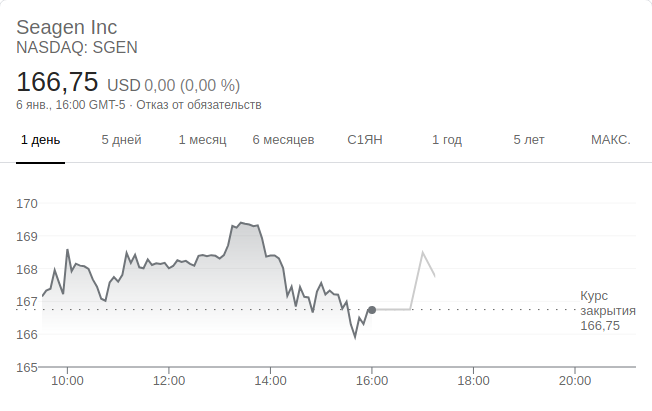 Seagen Inc
NASDAQ: SGEN
166,75 USD 0,00 (0,00 %)
6 янв., 16:00 GMT-5 · Отказ от обязательств
1 день 5 дней 1 месяц 6 месяцев С1ЯН 1 год 5 лет МАКС.
170
169
168
167
166
165
Курс
закрытия
166,75
10:00 12:00 14:00 16:00 18:00 20:00